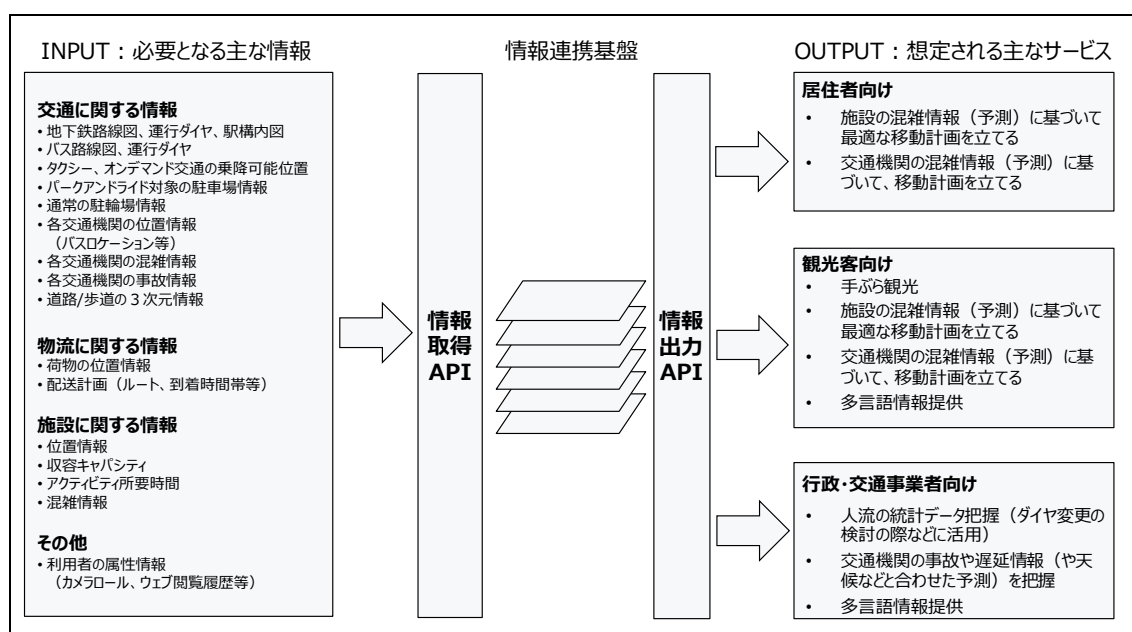 INPUT：必要となる主な情報
交通に関する情報
・地下鉄路線図、運行ダイヤ、駅構内図
・バス路線図、運行ダイヤ
・タクシー、オンデマンド交通の乗降可能位置
・パークアンドライド対象の駐車場情報
・通常の駐輪場情報
・各交通機関の位置情報
（バスロケーション等）
・各交通機関の混雑情報
・各交通機関の事故情報
・道路/歩道の３次元情報
物流に関する情報
・荷物の位置情報
・配送計画（ルート、到着時間帯等）
施設に関する情報
・位置情報
・収容キャパシティ
・アクティビティ所要時間
・混雑情報
その他
・利用者の属性情報
（カメラロール、ウェブ閲覧履歴等）
情報連携基盤
情報
取得
API
情報
出力
API
OUTPUT：想定される主なサービス
居住者向け
・ 施設の混雑情報（予測）に基づいて
最適な移動計画を立てる
・ 交通機関の混雑情報（予測）に基
づいて、移動計画を立てる
観光客向け
・ 手ぶら観光
・ 施設の混雑情報（予測）に基づいて
最適な移動計画を立てる
・ 交通機関の混雑情報（予測）に基
づいて、移動計画を立てる
・ 多言語情報提供
行政・交通事業者向け
・ 人流の統計データ把握（ダイヤ変更の
検討の際などに活用）
・ 交通機関の事故や遅延情報（や天
候などと合わせた予測）を把握
・ 多言語情報提供